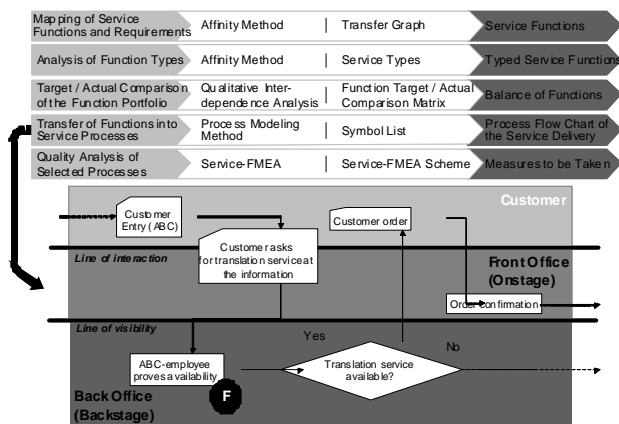 Mapping of Service
Functions and Requirements
Affinity Method
Transfer Graph
Service Functions
Analysis of Function Types
Affinity Method
Service Types
Typed Service Functions
Target / Actual Comparison
of the Function Portfolio
Qualitative Inter-
dependence Analysis
Function Target / Actual
Comparison Matrix
Balance of Functions
Transfer of Functions into
Service Processes
Process Modeling
Method
Symbol List
Process Flow Chart of
the Service Delivery
Quality Analysis of
Selected Processes
Service-FMEA
Service-FMEA Scheme
Measures to be Taken
Customer
Customer
Entry (ABC)
Customer order
Customer asks
for translation service at
the information
Line of interaction
Front Office
(Onstage)
Order confirmation
Line of visibility
Yes
No
ABC-employee
proves availability
F
Translation service
available?
Back Office
(Backstage)